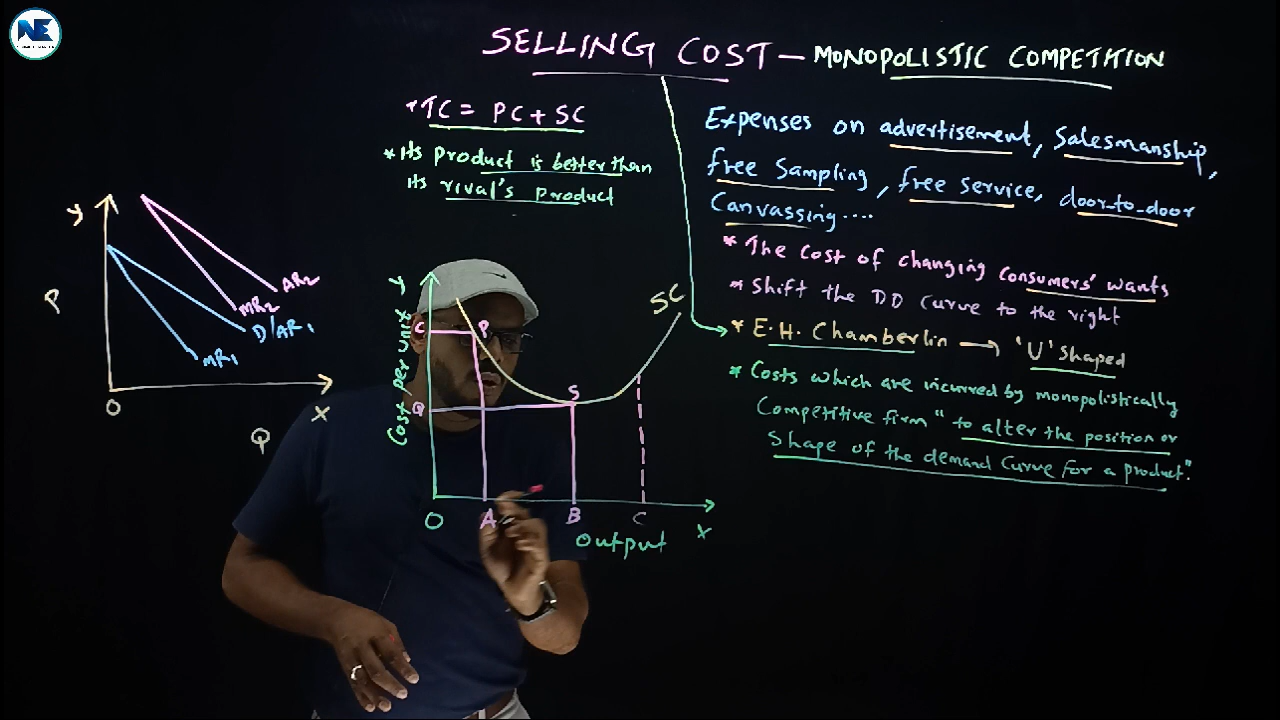 NE
SELLING COST – MONOPOLISTIC COMPETITION
* TC = PC + SC
* Its Product is better than
its rival's product
Expenses on advertisement, Salesmanship,
free Sampling, free service, door_to_door
Canvassing....
* The Cost of changing Consumers' wants
* Shift the DD Curve to the right
* E.H. Chamberlin → 'U' shaped
* Costs which are incurred by monopolistically
Competitive firm "to alter the position or
Shape of the demand Curve for a product".
y
P
AR2
MR2
D/AR1
MR1
O
X
Q
y
Cost per unit
SC
C
P
Q
S
O
A
B
C
X
Output